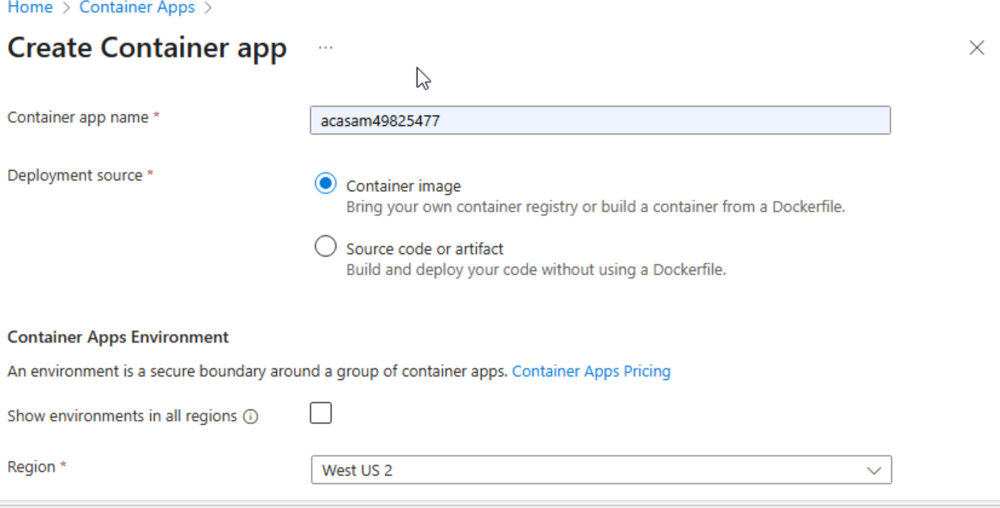 Home > Container Apps >
Create Container app ...
Container app name *
acasam49825477
Deployment source *
Container image
Bring your own container registry or build a container from a Dockerfile.
Source code or artifact
Build and deploy your code without using a Dockerfile.
Container Apps Environment
An environment is a secure boundary around a group of container apps. Container Apps Pricing
Show environments in all regions
Region *
West US 2